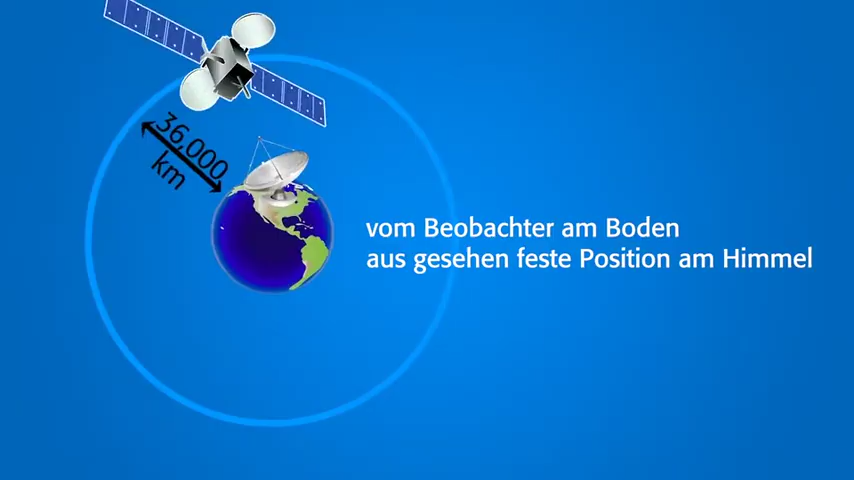 36,000
km
vom Beobachter am Boden
aus gesehen feste Position am Himmel